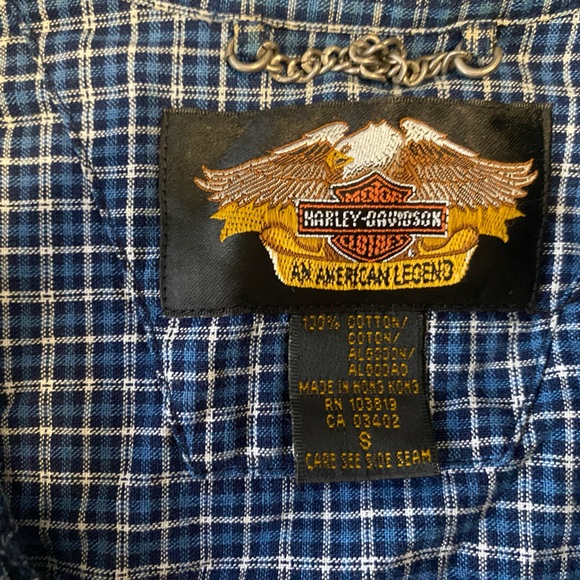 MOTOR
HARLEY-DAVIDSON
CLOTHES
AN AMERICAN LEGEND
100% COTTON/
COTON/
ALGODON/
ALGODAO
MADE IN HONG KONG
RN 103819
CA 03402
S
CARE SEE SIDE SEAM